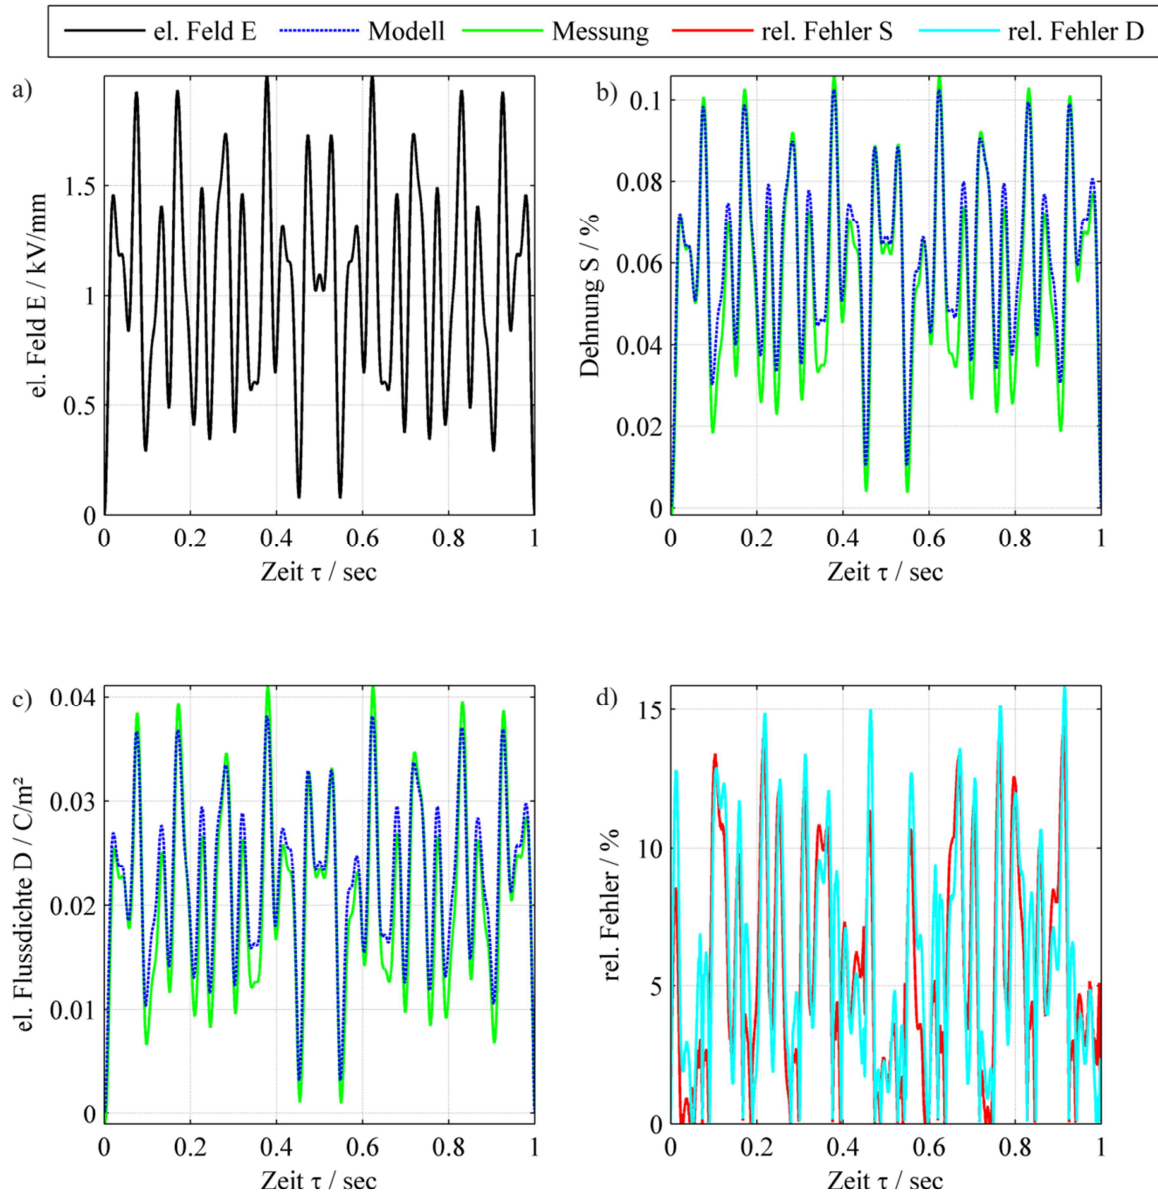 el. Feld E Modell Messung rel. Fehler S rel. Fehler D
a)
el. Feld E / kV/mm
1.5
1
0.5
0
0 0.2 0.4 0.6 0.8 1
Zeit τ / sec
b)
Dehnung S / %
0.1
0.08
0.06
0.04
0.02
0
0 0.2 0.4 0.6 0.8 1
Zeit τ / sec
c)
el. Flussdichte D / C/m²
0.04
0.03
0.02
0.01
0
0 0.2 0.4 0.6 0.8 1
Zeit τ / sec
d)
rel. Fehler / %
15
10
5
0
0 0.2 0.4 0.6 0.8 1
Zeit τ / sec